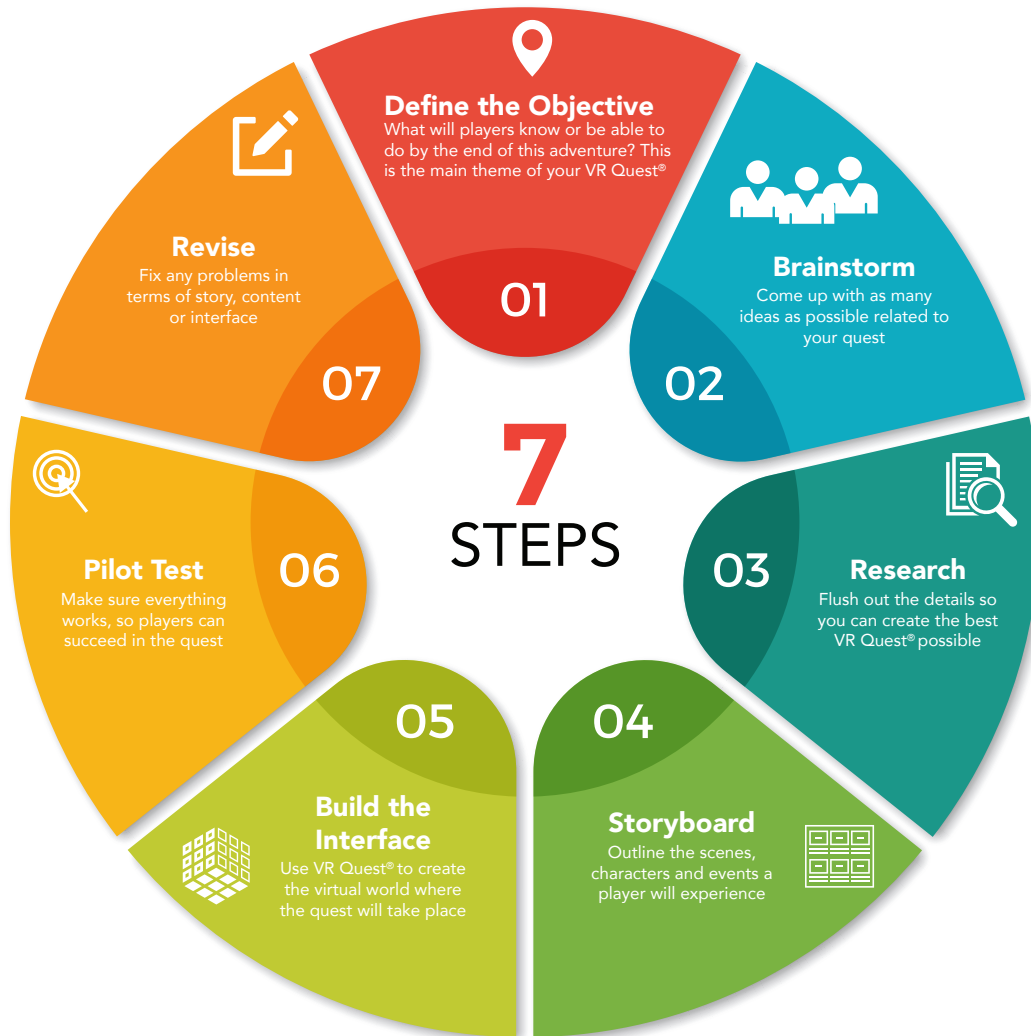 Define the Objective
What will players know or be able to
do by the end of this adventure? This
is the main theme of your VR Quest®
01
Brainstorm
Come up with as many
ideas as possible related to
your quest
02
Research
Flush out the details so
you can create the best
VR Quest® possible
03
Storyboard
Outline the scenes,
characters and events a
player will experience
04
Build the
Interface
Use VR Quest® to create
the virtual world where
the quest will take place
05
Pilot Test
Make sure everything
works, so players can
succeed in the quest
06
Revise
Fix any problems in
terms of story, content
or interface
07
7
STEPS